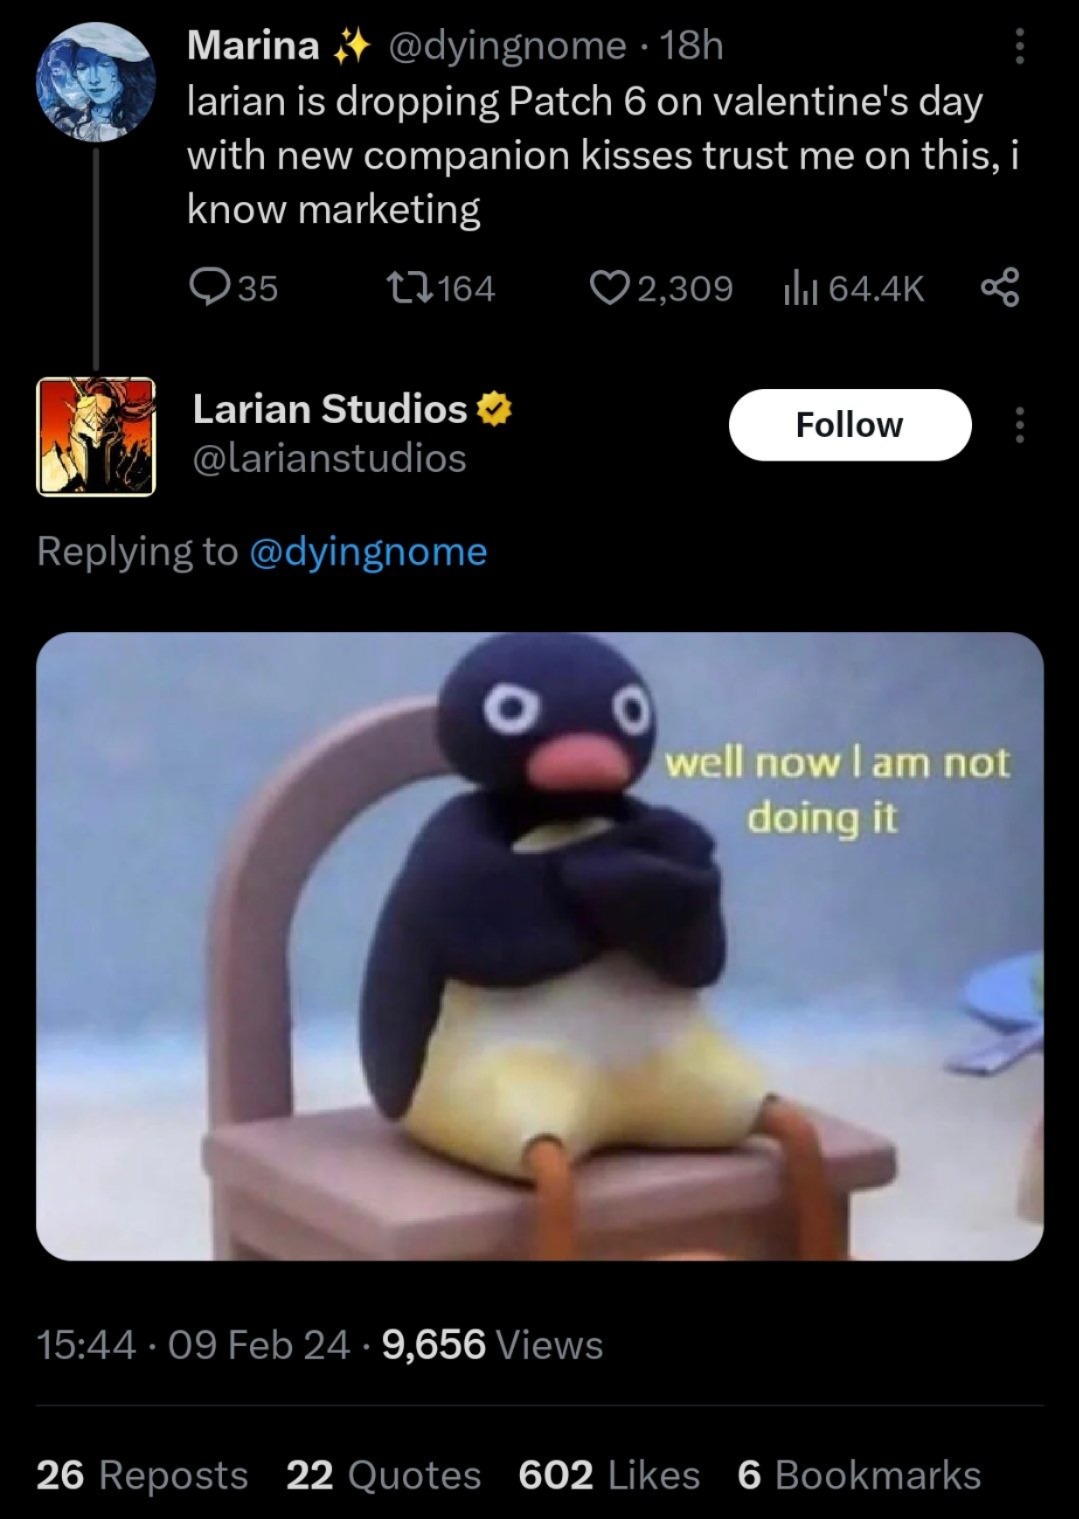 Marina ✨ @dyingnome · 18h
larian is dropping Patch 6 on valentine's day
with new companion kisses trust me on this, i
know marketing
35 164 2,309 64.4K
Larian Studios
Follow
@larianstudios
Replying to @dyingnome
well now I am not
doing it
15:44 · 09 Feb 24 · 9,656 Views
26 Reposts 22 Quotes 602 Likes 6 Bookmarks